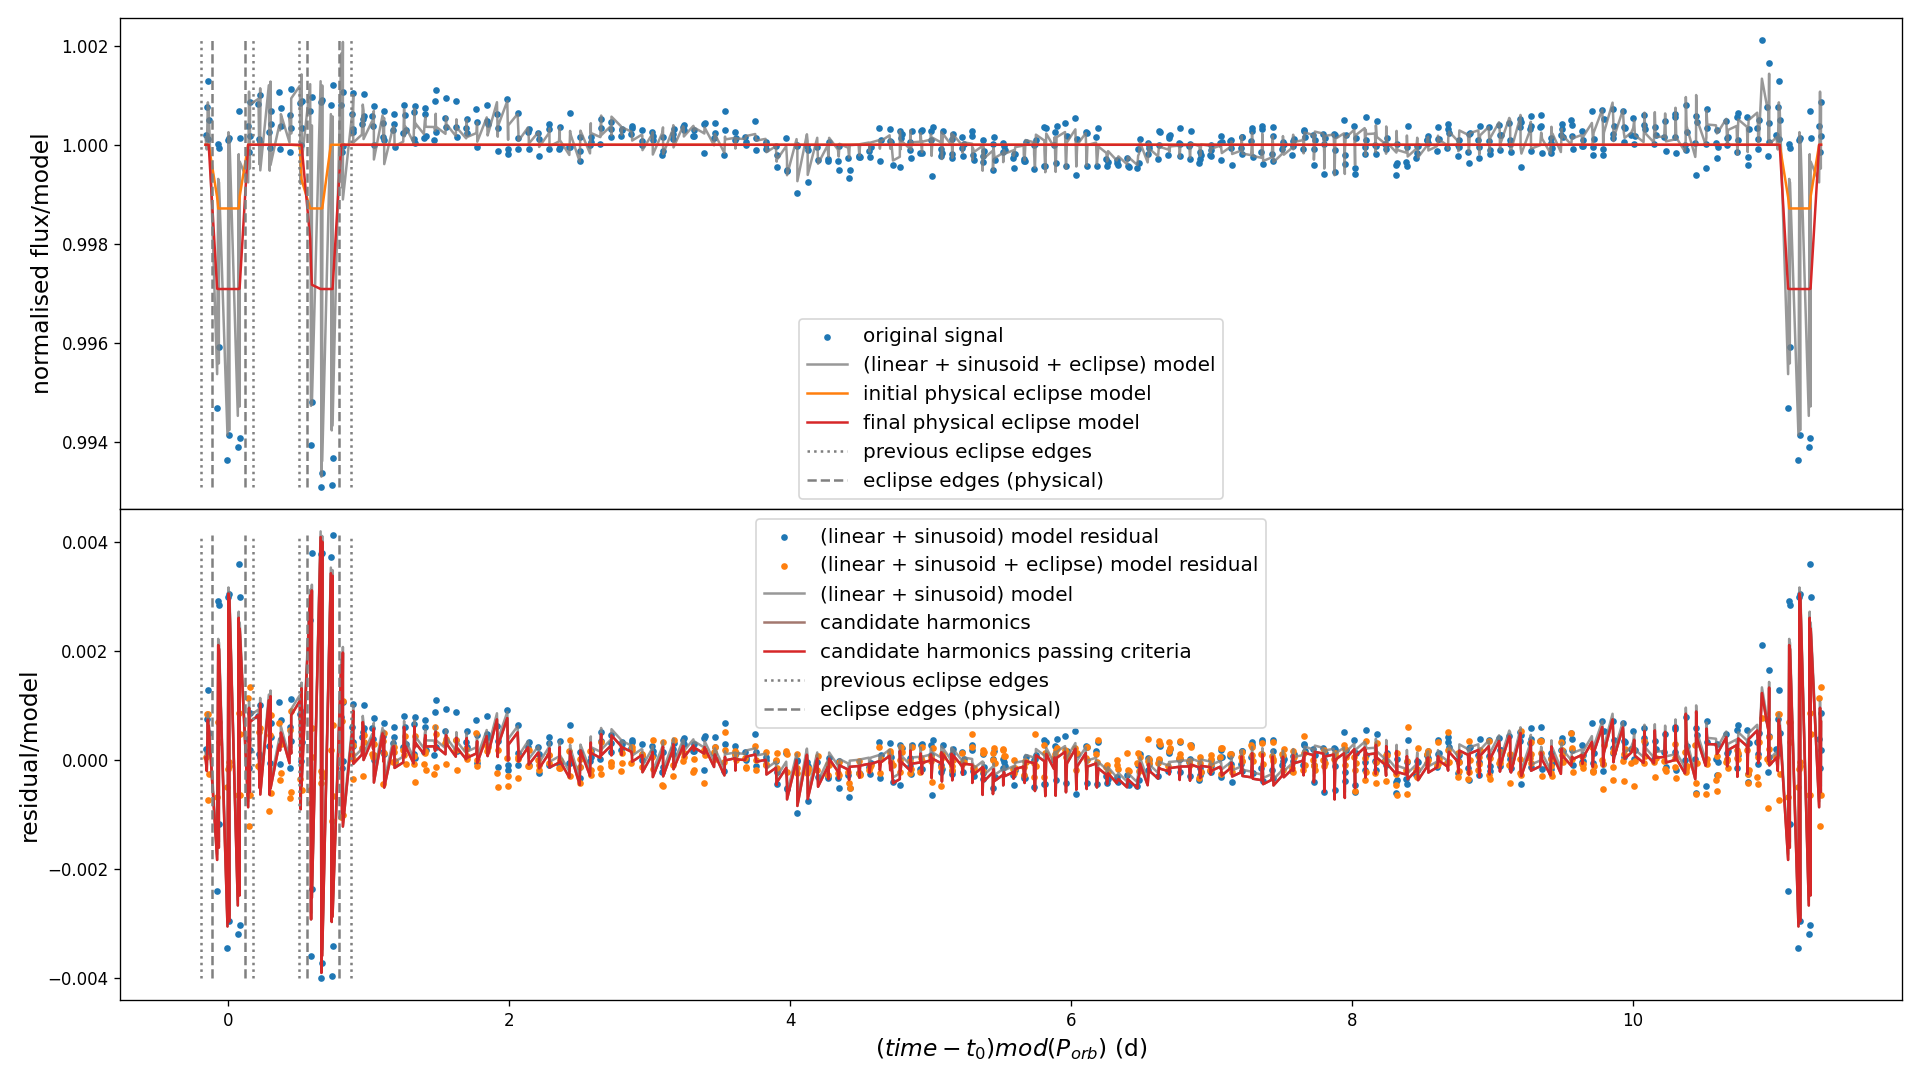 normalised flux/model
1.002
1.000
0.998
0.996
0.994
original signal
(linear + sinusoid + eclipse) model
initial physical eclipse model
final physical eclipse model
previous eclipse edges
eclipse edges (physical)
residual/model
0.004
0.002
0.000
−0.002
−0.004
(linear + sinusoid) model residual
(linear + sinusoid + eclipse) model residual
(linear + sinusoid) model
candidate harmonics
candidate harmonics passing criteria
previous eclipse edges
eclipse edges (physical)
0 2 4 6 8 10
(time − t₀)mod(P_orb) (d)